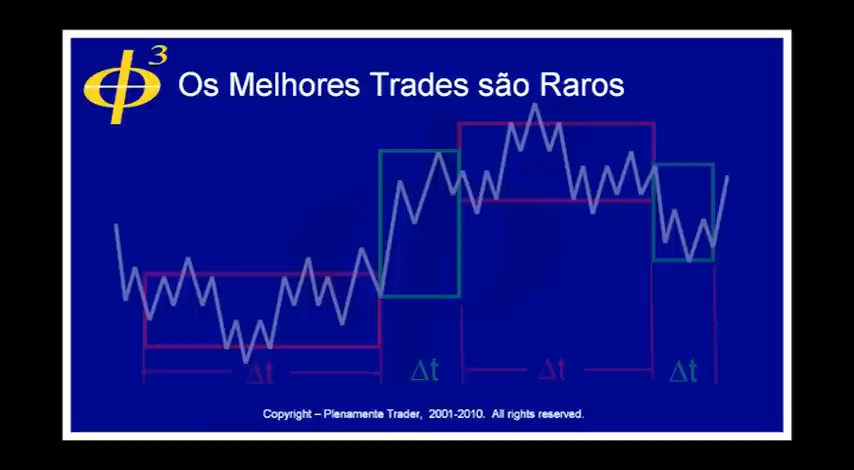 Φ³
Os Melhores Trades são Raros
Δt
Δt
Δt
Δt
Copyright – Plenamente Trader, 2001-2010. All rights reserved.